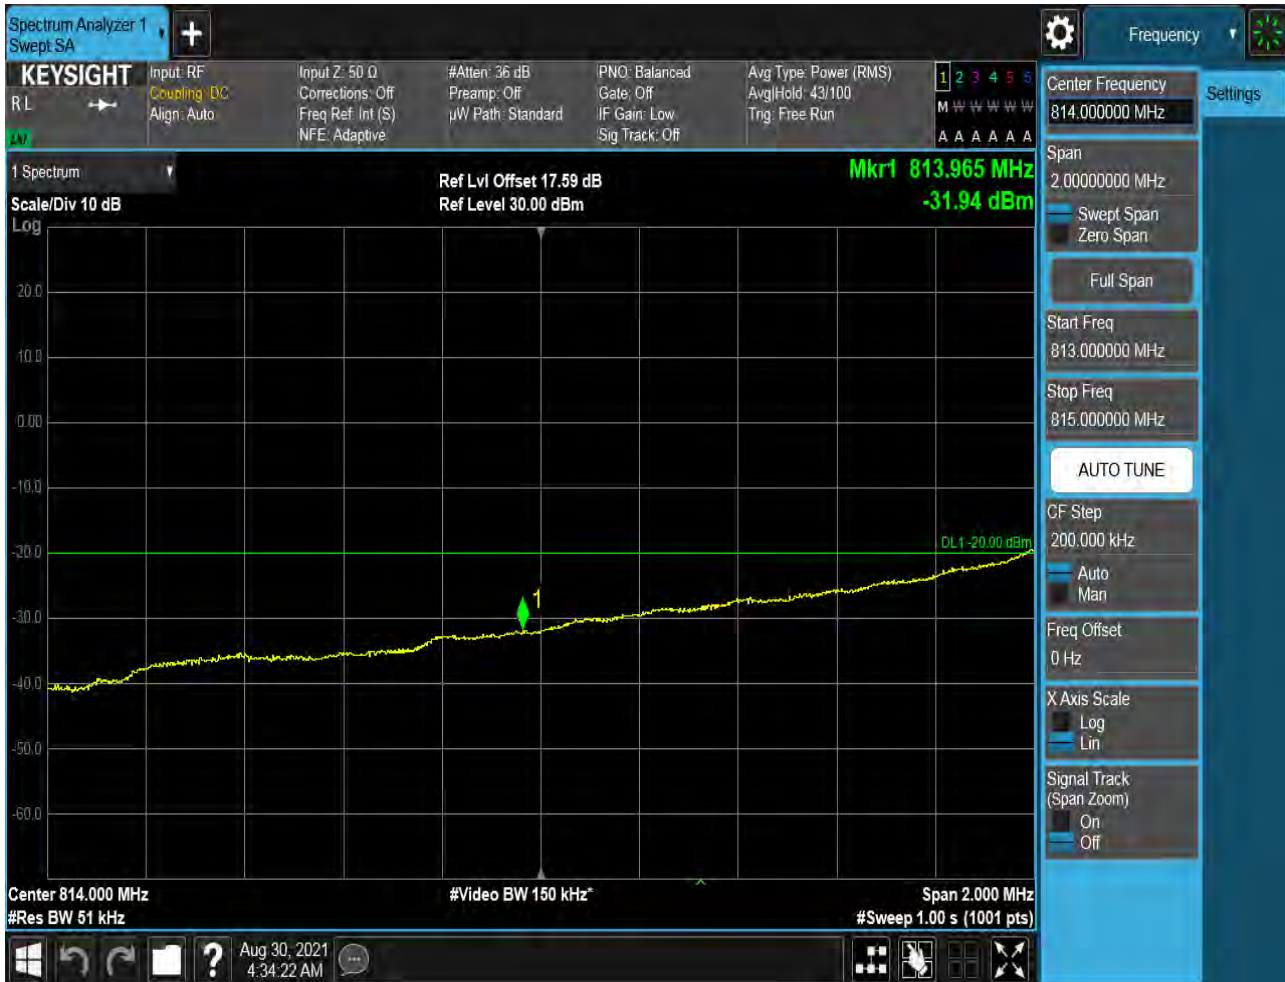 Spectrum Analyzer 1
Swept SA
+
Frequency
KEYSIGHT
R L
LNI
Input: RF
Coupling: DC
Align: Auto
Input Z: 50 Ω
Corrections: Off
Freq Ref: Int (S)
NFE: Adaptive
#Atten: 36 dB
Preamp: Off
µW Path: Standard
PNO: Balanced
Gate: Off
IF Gain: Low
Sig Track: Off
Avg Type: Power (RMS)
Avg|Hold: 43/100
Trig: Free Run
1 2 3 4 5 6
M W W W W W
A A A A A A
1 Spectrum
Scale/Div 10 dB
Log
Ref Lvl Offset 17.59 dB
Ref Level 30.00 dBm
Mkr1 813.965 MHz
-31.94 dBm
20.0
10.0
0.00
-10.0
-20.0
-30.0
-40.0
-50.0
-60.0
DL1 -20.00 dBm
1
Center 814.000 MHz
#Res BW 51 kHz
#Video BW 150 kHz*
Span 2.000 MHz
#Sweep 1.00 s (1001 pts)
Center Frequency
814.000000 MHz
Settings
Span
2.00000000 MHz
Swept Span
Zero Span
Full Span
Start Freq
813.000000 MHz
Stop Freq
815.000000 MHz
AUTO TUNE
CF Step
200.000 kHz
Auto
Man
Freq Offset
0 Hz
X Axis Scale
Log
Lin
Signal Track
(Span Zoom)
On
Off
?
Aug 30, 2021
4:34:22 AM